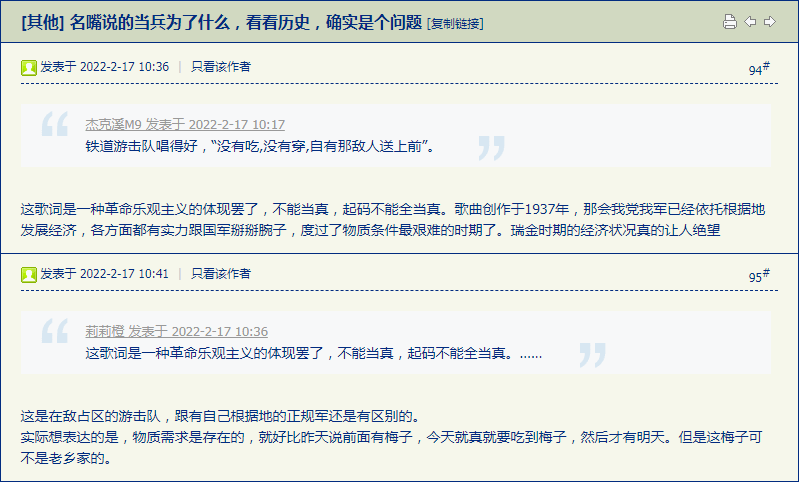 [其他] 名嘴说的当兵为了什么，看看历史，确实是个问题 [复制链接]
发表于 2022-2-17 10:36 | 只看该作者 94#
杰克溪M9 发表于 2022-2-17 10:17
铁道游击队唱得好，“没有吃,没有穿,自有那敌人送上前”。
这歌词是一种革命乐观主义的体现罢了，不能当真，起码不能全当真。歌曲创作于1937年，那会我党我军已经依托根据地
发展经济，各方面都有实力跟国军掰掰腕子，度过了物质条件最艰难的时期了。瑞金时期的经济状况真的让人绝望
发表于 2022-2-17 10:41 | 只看该作者 95#
莉莉橙 发表于 2022-2-17 10:36
这歌词是一种革命乐观主义的体现罢了，不能当真，起码不能全当真。......
这是在敌占区的游击队，跟有自己根据地的正规军还是有区别的。
实际想表达的是，物质需求是存在的，就好比昨天说前面有梅子，今天就真就要吃到梅子，然后才有明天。但是这梅子可
不是老乡家的。